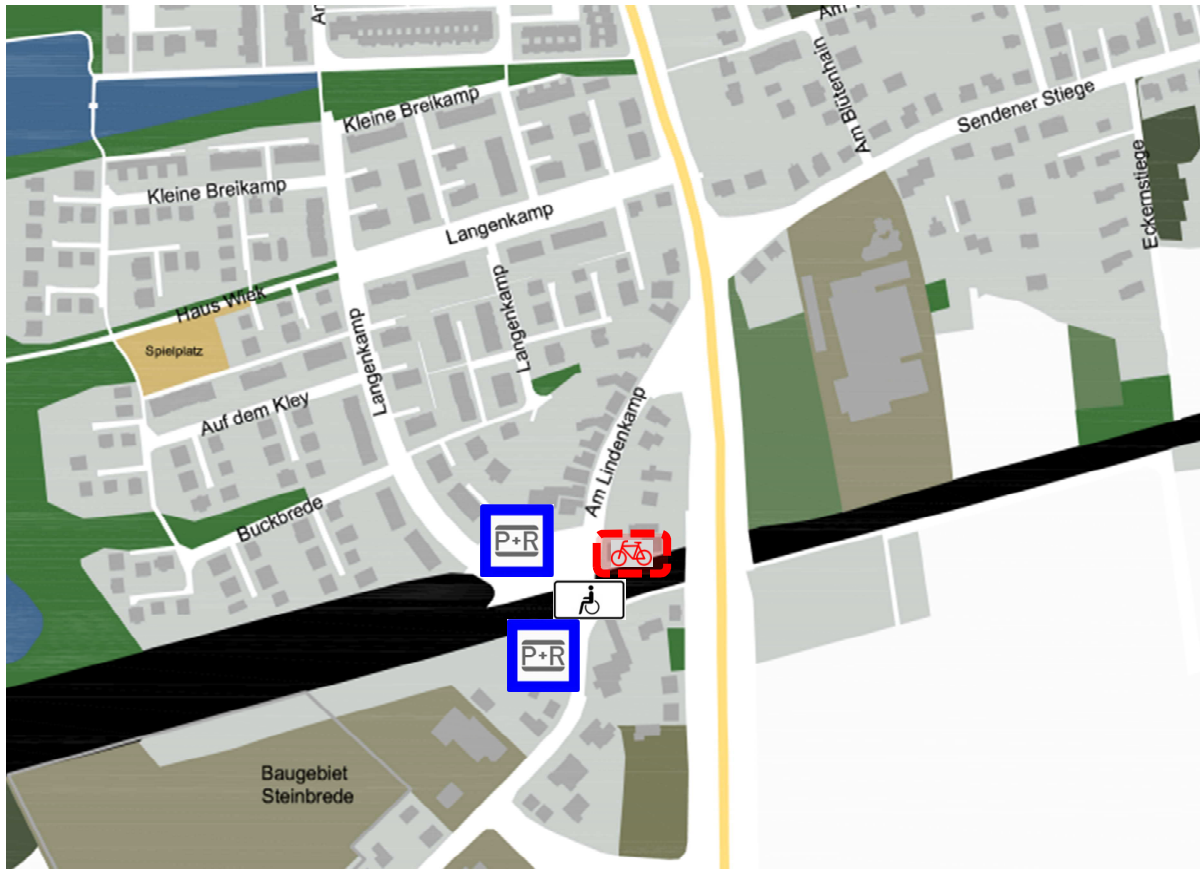 Am Blütenhain
Sendener Stiege
Kleine Breikamp
Eckernstiege
Kleine Breikamp
Langenkamp
Haus Wiek
Langenkamp
Spielplatz
Langenkamp
Auf dem Kley
Am Lindenkamp
Buckbrede
P+R
P+R
Baugebiet
Steinbrede